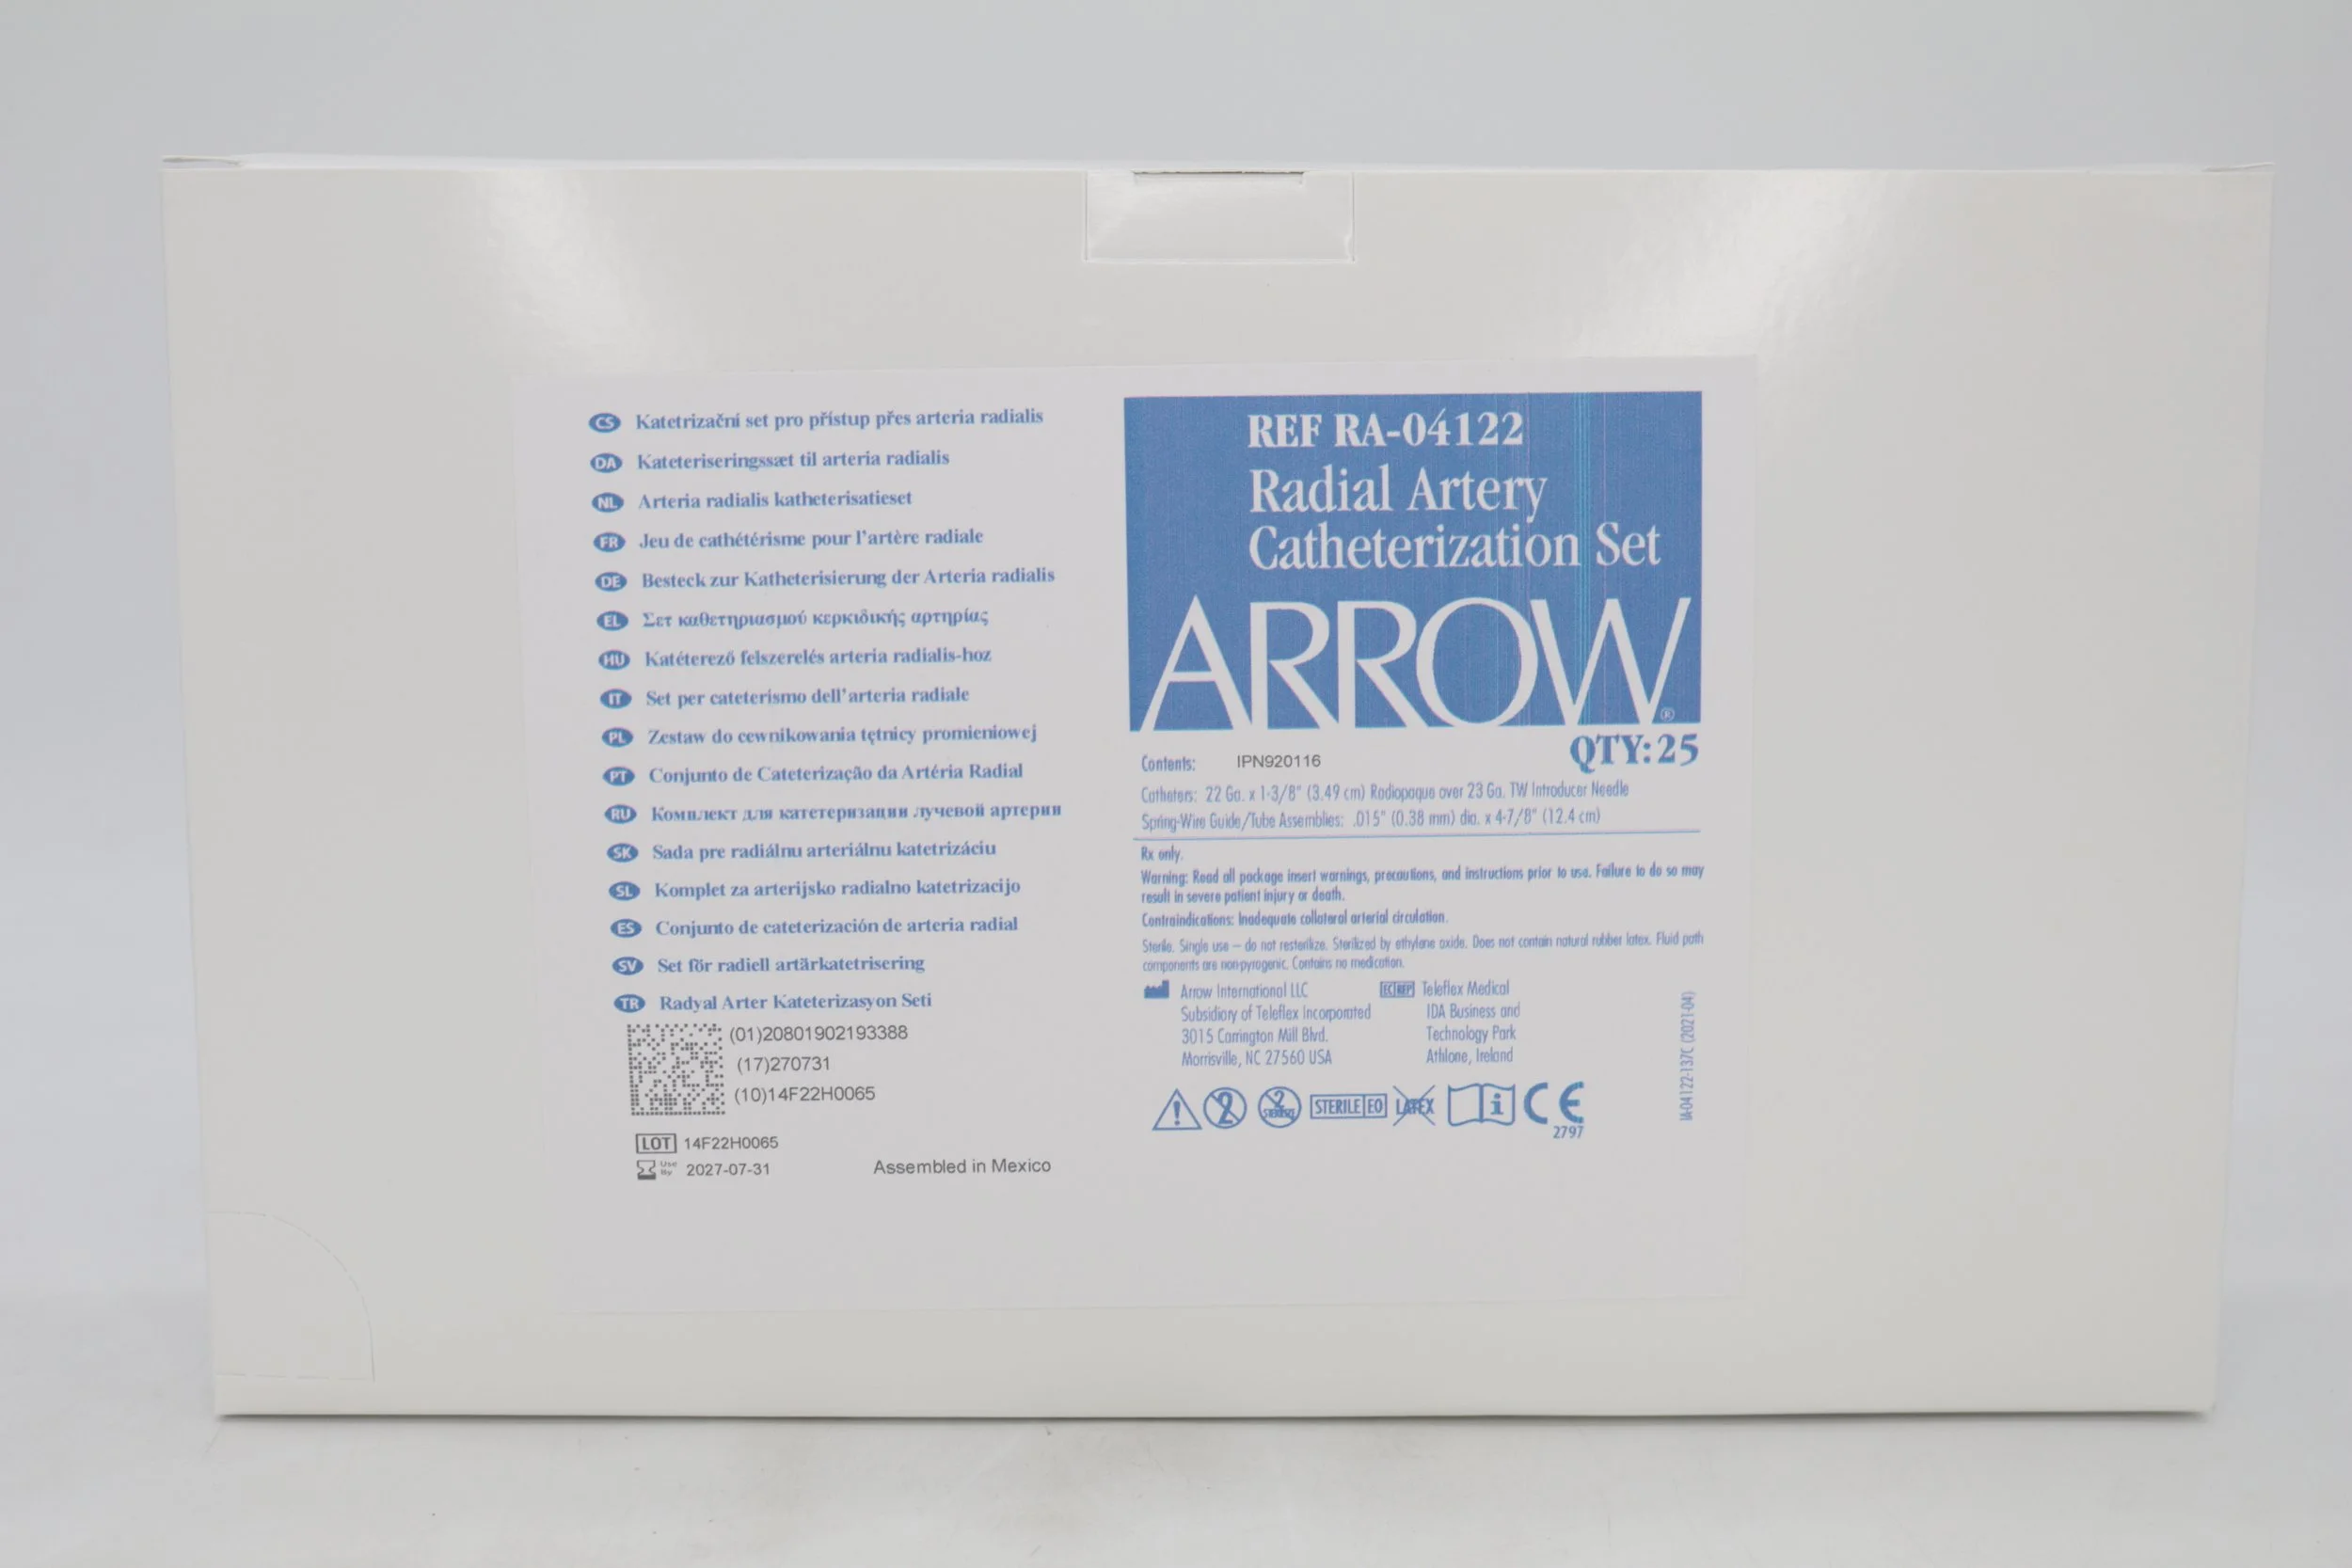 CS Katetrizační set pro přístup přes arteria radialis
DA Kateteriseringssæt til arteria radialis
NL Arteria radialis katheterisatieset
FR Jeu de cathétérisme pour l'artère radiale
DE Besteck zur Katheterisierung der Arteria radialis
EL Σετ καθετηριασμού κερκιδικής αρτηρίας
HU Katéterező felszerelés arteria radialis-hoz
IT Set per cateterismo dell'arteria radiale
PL Zestaw do cewnikowania tętnicy promieniowej
PT Conjunto de Cateterização da Artéria Radial
RU Комплект для катетеризации лучевой артерии
SK Sada pre radiálnu arteriálnu katetrizáciu
SL Komplet za arterijsko radialno katetrizacijo
ES Conjunto de cateterización de arteria radial
SV Set för radiell artärkatetrisering
TR Radyal Arter Kateterizasyon Seti
(01)20801902193388
(17)270731
(10)14F22H0065
LOT 14F22H0065
Use By 2027-07-31
Assembled in Mexico
REF RA-04122
Radial Artery
Catheterization Set
ARROW®
QTY:25
Contents: IPN920116
Catheters: 22 Ga. x 1-3/8" (3.49 cm) Radiopaque over 23 Ga. TW Introducer Needle
Spring-Wire Guide/Tube Assemblies: .015" (0.38 mm) dia. x 4-7/8" (12.4 cm)
Rx only.
Warning: Read all package insert warnings, precautions, and instructions prior to use. Failure to do so may
result in severe patient injury or death.
Contraindications: Inadequate collateral arterial circulation.
Sterile. Single use – do not resterilize. Sterilized by ethylene oxide. Does not contain natural rubber latex. Fluid path
components are non-pyrogenic. Contains no medication.
Arrow International LLC
Subsidiary of Teleflex Incorporated
3015 Carrington Mill Blvd.
Morrisville, NC 27560 USA
EC REP Teleflex Medical
IDA Business and
Technology Park
Athlone, Ireland
2 2 STERILIZE STERILE EO LATEX i CE
2797
IA-04122-137C (2021-04)